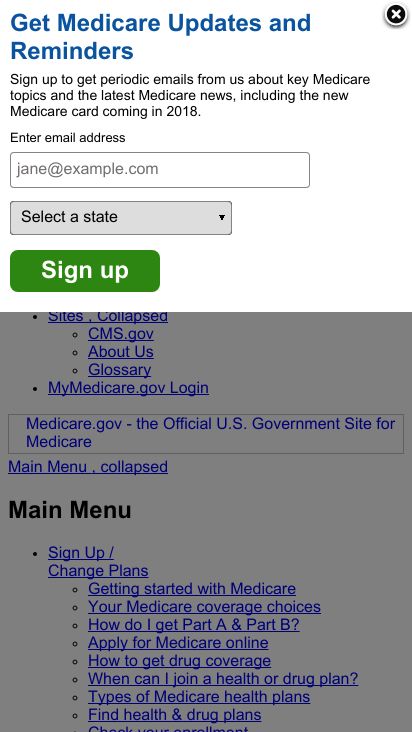 Get Medicare Updates and
Reminders
Sign up to get periodic emails from us about key Medicare
topics and the latest Medicare news, including the new
Medicare card coming in 2018.
Enter email address
jane@example.com
Select a state
Sign up
Sites , Collapsed
CMS.gov
About Us
Glossary
MyMedicare.gov Login
Medicare.gov - the Official U.S. Government Site for
Medicare
Main Menu , collapsed
Main Menu
Sign Up /
Change Plans
Getting started with Medicare
Your Medicare coverage choices
How do I get Part A & Part B?
Apply for Medicare online
How to get drug coverage
When can I join a health or drug plan?
Types of Medicare health plans
Find health & drug plans
Check your enrollment